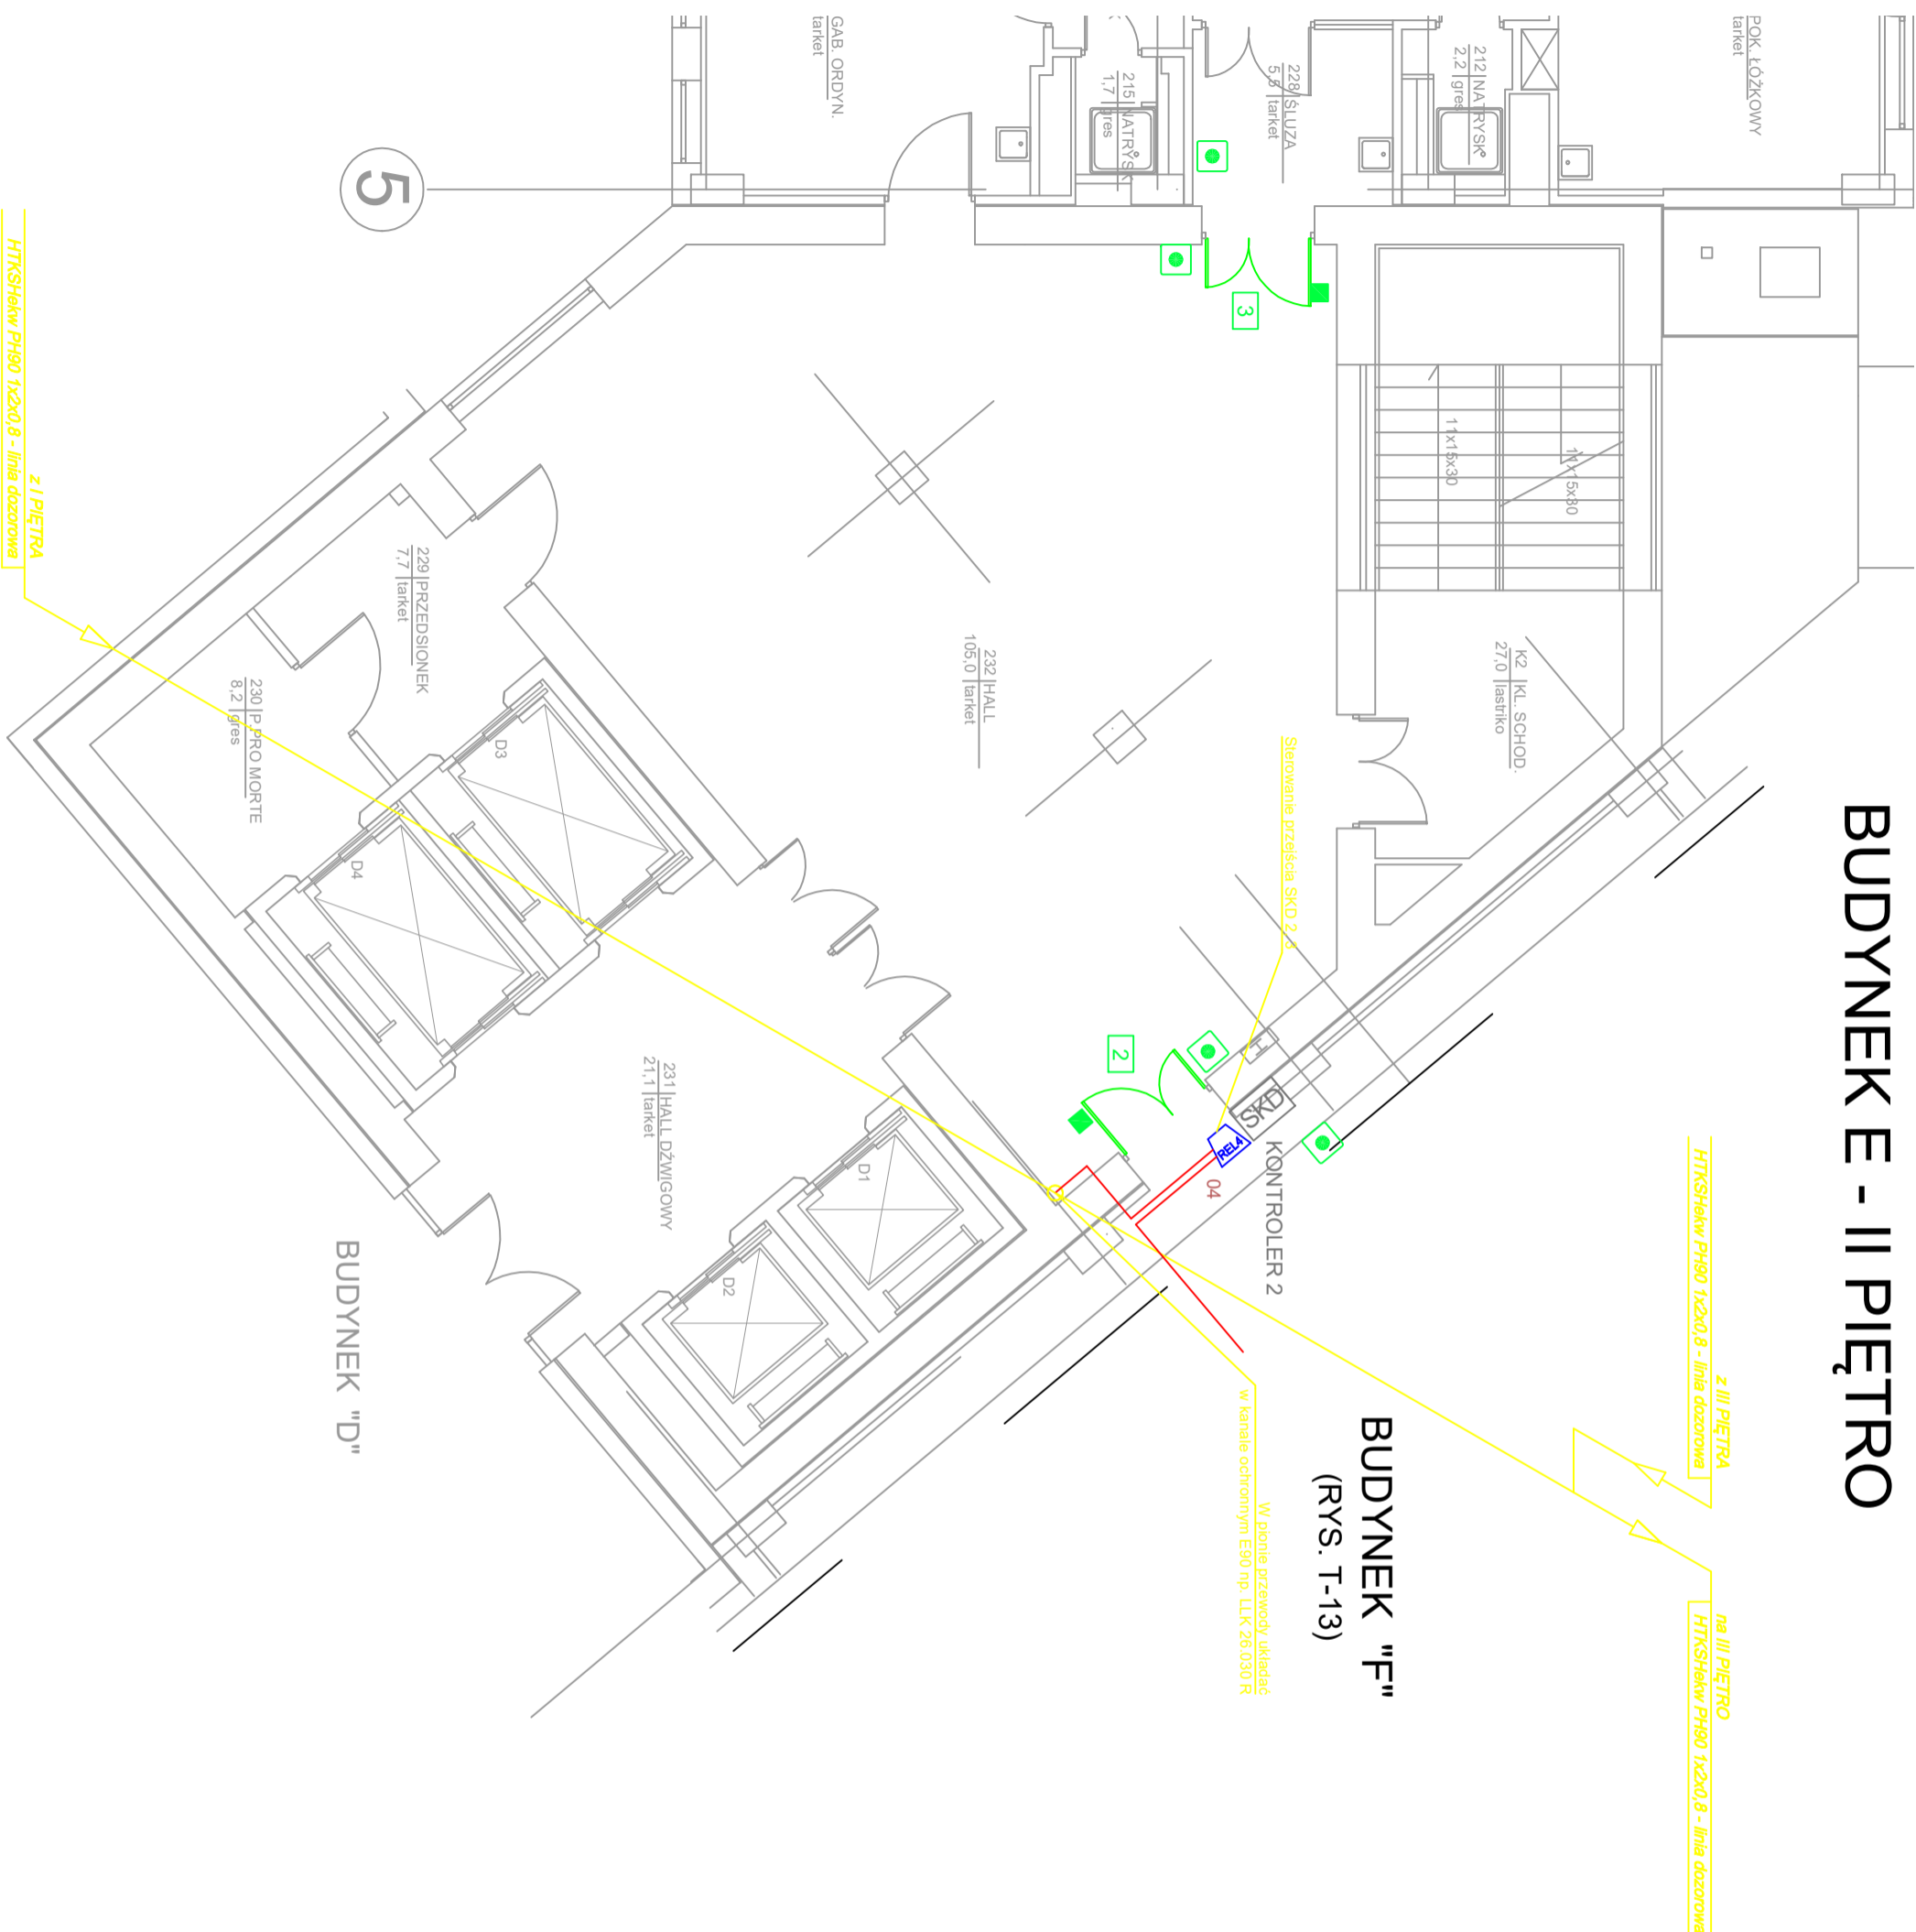 BUDYNEK E - II PIĘTRO
POK. ŁÓŻKOWY
tarket
212 NATRYSK
2,2 gres
228 ŚLUZA
5,5 tarket
215 NATRYSK
1,7 gres
GAB. ORDYN.
tarket
5
3
11x15x30
11x15x30
K2 KL. SCHOD.
27,0 lastriko
232 HALL
105,0 tarket
229 PRZEDSIONEK
7,7 tarket
230 P. PRO MORTE
8,2 gres
D3
D4
D1
D2
231 HALL DŹWIGOWY
21,1 tarket
z I PIĘTRA
HTKSHekw PH90 1x2x0,8 - linia dozorowa
Sterowanie przejścia SKD 2,3
2
H
SKD
REL4
04
KONTROLER 2
z III PIĘTRA
HTKSHekw PH90 1x2x0,8 - linia dozorowa
na III PIĘTRO
HTKSHekw PH90 1x2x0,8 - linia dozorowa
W pionie przewody układać
w kanale ochronnym E90 np. LLK 26.030 R
BUDYNEK "F"
(RYS. T-13)
BUDYNEK "D"